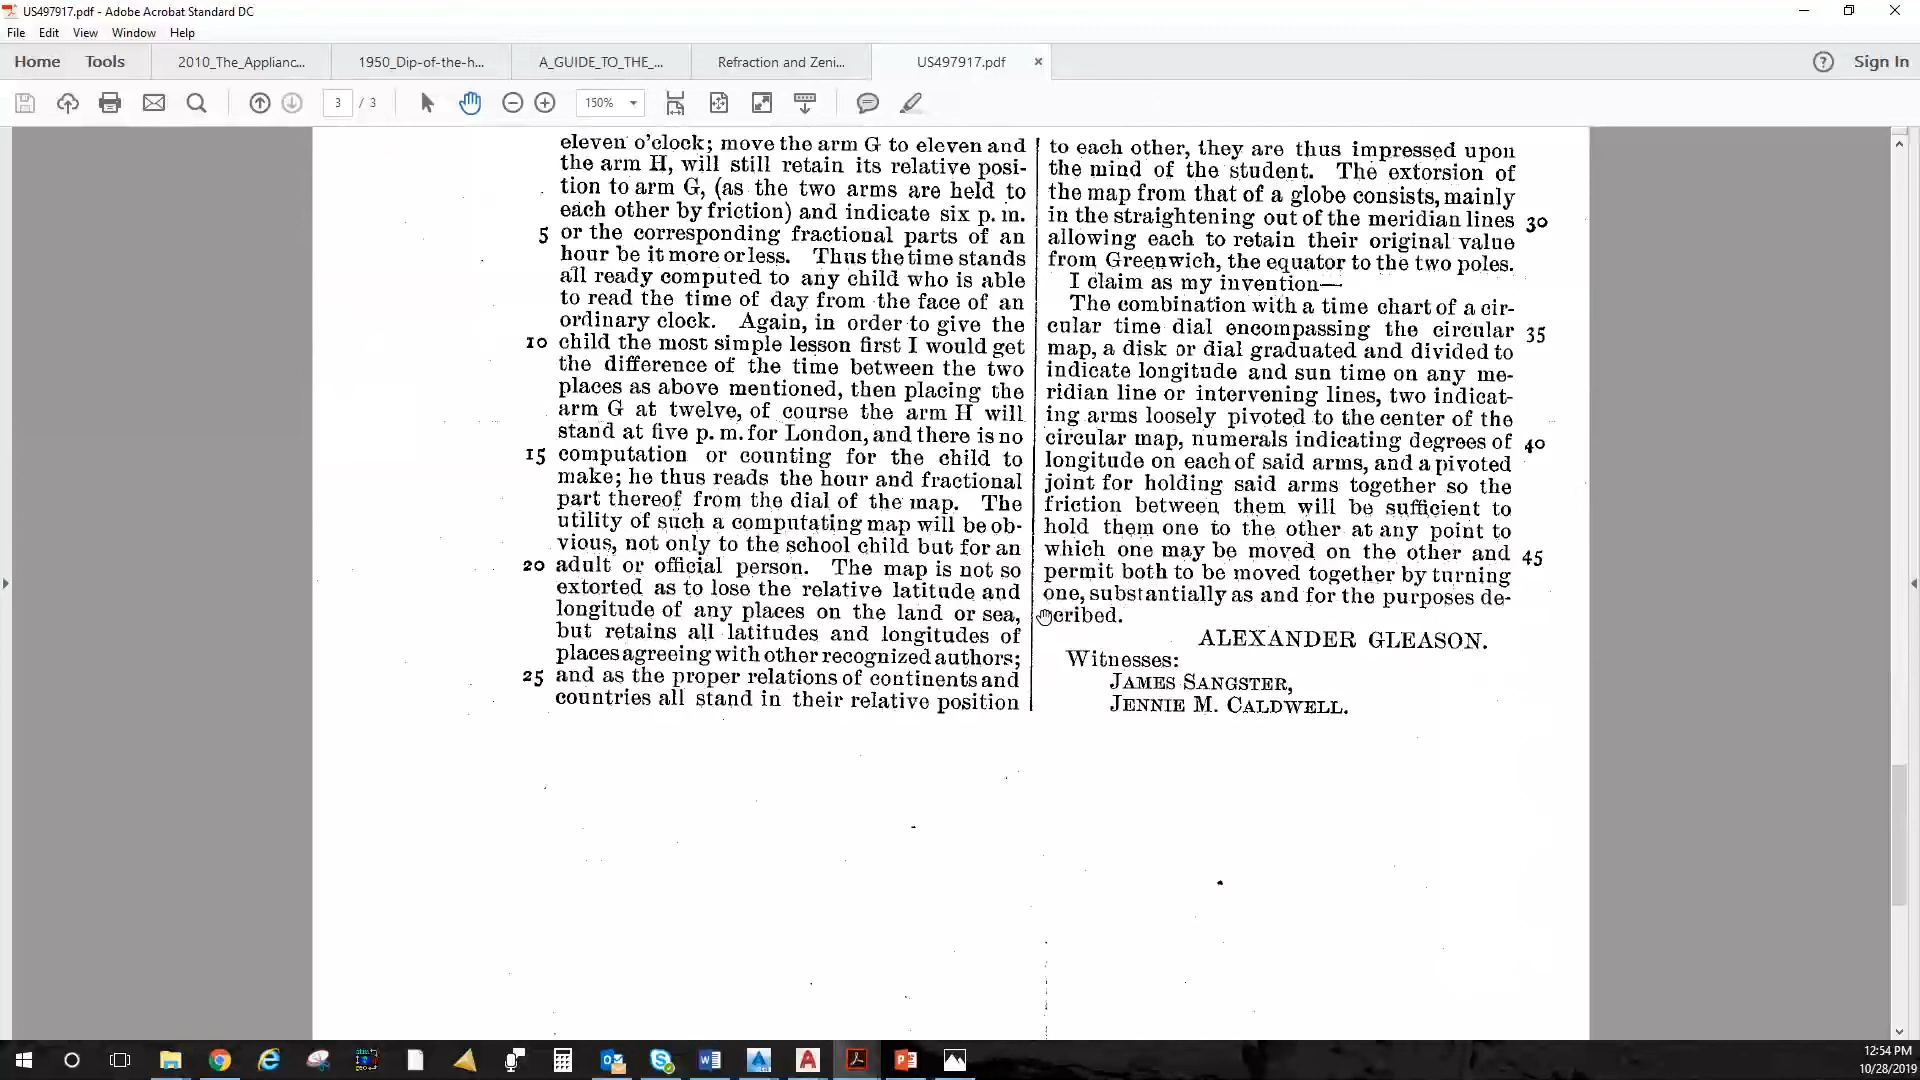 US497917.pdf - Adobe Acrobat Standard DC
File Edit View Window Help
Home Tools 2010_The_Applianc... 1950_Dip-of-the-h... A_GUIDE_TO_THE_... Refraction and Zeni... US497917.pdf × ? Sign In
3 / 3 150%
eleven o'clock; move the arm G to eleven and
the arm H, will still retain its relative posi-
tion to arm G, (as the two arms are held to
each other by friction) and indicate six p. m.
5 or the corresponding fractional parts of an
hour be it more or less. Thus the time stands
all ready computed to any child who is able
to read the time of day from the face of an
ordinary clock. Again, in order to give the
10 child the most simple lesson first I would get
the difference of the time between the two
places as above mentioned, then placing the
arm G at twelve, of course the arm H will
stand at five p. m. for London, and there is no
15 computation or counting for the child to
make; he thus reads the hour and fractional
part thereof from the dial of the map. The
utility of such a computating map will be ob-
vious, not only to the school child but for an
20 adult or official person. The map is not so
extorted as to lose the relative latitude and
longitude of any places on the land or sea,
but retains all latitudes and longitudes of
places agreeing with other recognized authors;
25 and as the proper relations of continents and
countries all stand in their relative position
to each other, they are thus impressed upon
the mind of the student. The extorsion of
the map from that of a globe consists, mainly
in the straightening out of the meridian lines 30
allowing each to retain their original value
from Greenwich, the equator to the two poles.
I claim as my invention—
The combination with a time chart of a cir-
cular time dial encompassing the circular 35
map, a disk or dial graduated and divided to
indicate longitude and sun time on any me-
ridian line or intervening lines, two indicat-
ing arms loosely pivoted to the center of the
circular map, numerals indicating degrees of 40
longitude on each of said arms, and a pivoted
joint for holding said arms together so the
friction between them will be sufficient to
hold them one to the other at any point to
which one may be moved on the other and 45
permit both to be moved together by turning
one, substantially as and for the purposes de-
scribed.
ALEXANDER GLEASON.
Witnesses:
JAMES SANGSTER,
JENNIE M. CALDWELL.
12:54 PM
10/28/2019